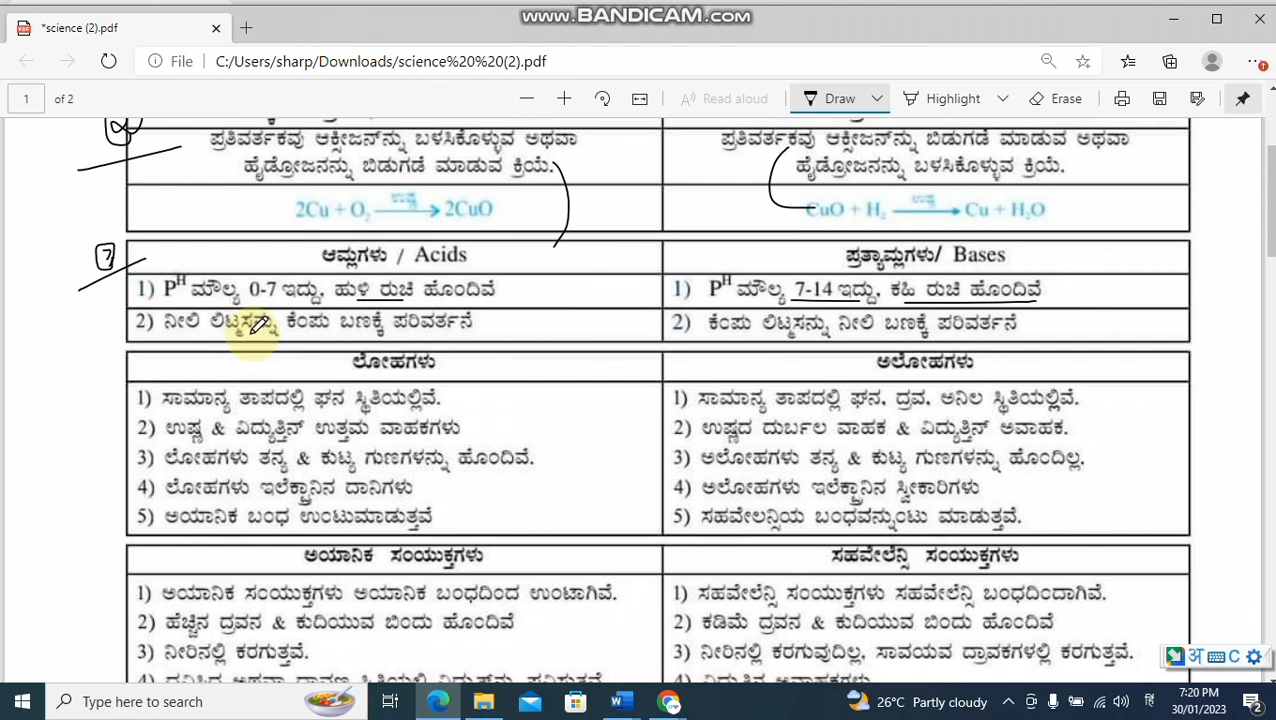 www.BANDICAM.com
*science (2).pdf
File C:/Users/sharp/Downloads/science%20%20(2).pdf
1 of 2 Read aloud Draw Highlight Erase
ಪ್ರತಿವರ್ತಕವು ಆಕ್ಸೀಜನ್‌ನ್ನು ಬಳಸಿಕೊಳ್ಳುವ ಅಥವಾ
ಹೈಡ್ರೋಜನನ್ನು ಬಿಡುಗಡೆ ಮಾಡುವ ಕ್ರಿಯೆ.
ಪ್ರತಿವರ್ತಕವು ಆಕ್ಸೀಜನ್‌ನ್ನು ಬಿಡುಗಡೆ ಮಾಡುವ ಅಥವಾ
ಹೈಡ್ರೋಜನನ್ನು ಬಳಸಿಕೊಳ್ಳುವ ಕ್ರಿಯೆ.
2Cu + O₂ ಉಷ್ಣ → 2CuO
CuO + H₂ ಉಷ್ಣ → Cu + H₂O
7
ಆಮ್ಲಗಳು / Acids
ಪ್ರತ್ಯಾಮ್ಲಗಳು/ Bases
1) Pᴴ ಮೌಲ್ಯ 0-7 ಇದ್ದು, ಹುಳಿ ರುಚಿ ಹೊಂದಿವೆ
1) Pᴴ ಮೌಲ್ಯ 7-14 ಇದ್ದು, ಕಹಿ ರುಚಿ ಹೊಂದಿವೆ
2) ನೀಲಿ ಲಿಟ್ಮಸನ್ನು ಕೆಂಪು ಬಣಕ್ಕೆ ಪರಿವರ್ತನೆ
2) ಕೆಂಪು ಲಿಟ್ಮಸನ್ನು ನೀಲಿ ಬಣಕ್ಕೆ ಪರಿವರ್ತನೆ
ಲೋಹಗಳು
ಅಲೋಹಗಳು
1) ಸಾಮಾನ್ಯ ತಾಪದಲ್ಲಿ ಘನ ಸ್ಥಿತಿಯಲ್ಲಿವೆ.
2) ಉಷ್ಣ & ವಿದ್ಯುತ್ತಿನ್ ಉತ್ತಮ ವಾಹಕಗಳು
3) ಲೋಹಗಳು ತನ್ಯ & ಕುಟ್ಯ ಗುಣಗಳನ್ನು ಹೊಂದಿವೆ.
4) ಲೋಹಗಳು ಇಲೆಕ್ಟ್ರಾನಿನ ದಾನಿಗಳು
5) ಅಯಾನಿಕ ಬಂಧ ಉಂಟುಮಾಡುತ್ತವೆ
1) ಸಾಮಾನ್ಯ ತಾಪದಲ್ಲಿ ಘನ, ದ್ರವ, ಅನಿಲ ಸ್ಥಿತಿಯಲ್ಲಿವೆ.
2) ಉಷ್ಣದ ದುರ್ಬಲ ವಾಹಕ & ವಿದ್ಯುತ್ತಿನ್ ಅವಾಹಕ.
3) ಅಲೋಹಗಳು ತನ್ಯ & ಕುಟ್ಯ ಗುಣಗಳನ್ನು ಹೊಂದಿಲ್ಲ.
4) ಅಲೋಹಗಳು ಇಲೆಕ್ಟ್ರಾನಿನ ಸ್ವೀಕಾರಿಗಳು
5) ಸಹವೇಲನ್ಸಿಯ ಬಂಧವನ್ನುಂಟು ಮಾಡುತ್ತವೆ.
ಅಯಾನಿಕ ಸಂಯುಕ್ತಗಳು
ಸಹವೇಲೆನ್ಸಿ ಸಂಯುಕ್ತಗಳು
1) ಅಯಾನಿಕ ಸಂಯುಕ್ತಗಳು ಅಯಾನಿಕ ಬಂಧದಿಂದ ಉಂಟಾಗಿವೆ.
2) ಹೆಚ್ಚಿನ ದ್ರವನ & ಕುದಿಯುವ ಬಿಂದು ಹೊಂದಿವೆ
3) ನೀರಿನಲ್ಲಿ ಕರಗುತ್ತವೆ.
1) ಸಹವೇಲೆನ್ಸಿ ಸಂಯುಕ್ತಗಳು ಸಹವೇಲೆನ್ಸಿ ಬಂಧದಿಂದಾಗಿವೆ.
2) ಕಡಿಮೆ ದ್ರವನ & ಕುದಿಯುವ ಬಿಂದು ಹೊಂದಿವೆ
3) ನೀರಿನಲ್ಲಿ ಕರಗುವುದಿಲ್ಲ, ಸಾವಯವ ದ್ರಾವಕಗಳಲ್ಲಿ ಕರಗುತ್ತವೆ.
Type here to search
26°C Partly cloudy
7:20 PM
30/01/2023